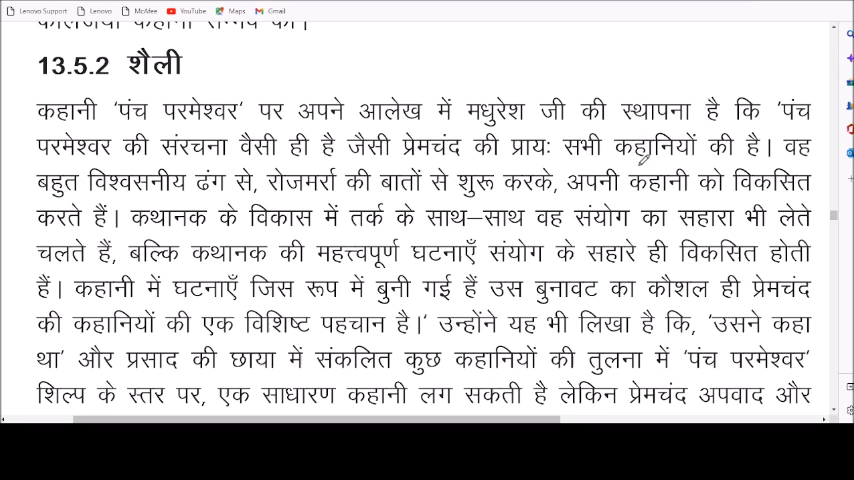 Lenovo Support Lenovo McAfee YouTube Maps Gmail
13.5.2 शैली
कहानी 'पंच परमेश्वर' पर अपने आलेख में मधुरेश जी की स्थापना है कि 'पंच
परमेश्वर की संरचना वैसी ही है जैसी प्रेमचंद की प्रायः सभी कहानियों की है। वह
बहुत विश्वसनीय ढंग से, रोजमर्रा की बातों से शुरू करके, अपनी कहानी को विकसित
करते हैं। कथानक के विकास में तर्क के साथ–साथ वह संयोग का सहारा भी लेते
चलते हैं, बल्कि कथानक की महत्त्वपूर्ण घटनाएँ संयोग के सहारे ही विकसित होती
हैं। कहानी में घटनाएँ जिस रूप में बुनी गई हैं उस बुनावट का कौशल ही प्रेमचंद
की कहानियों की एक विशिष्ट पहचान है।' उन्होंने यह भी लिखा है कि, 'उसने कहा
था' और प्रसाद की छाया में संकलित कुछ कहानियों की तुलना में 'पंच परमेश्वर'
शिल्प के स्तर पर, एक साधारण कहानी लग सकती है लेकिन प्रेमचंद अपवाद और